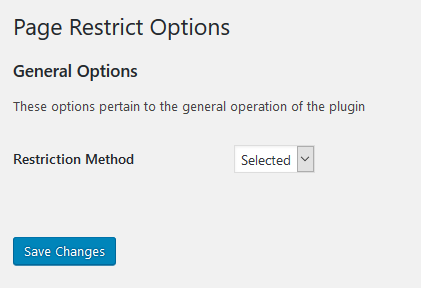 Page Restrict Options
General Options
These options pertain to the general operation of the plugin
Restriction Method Selected
Save Changes